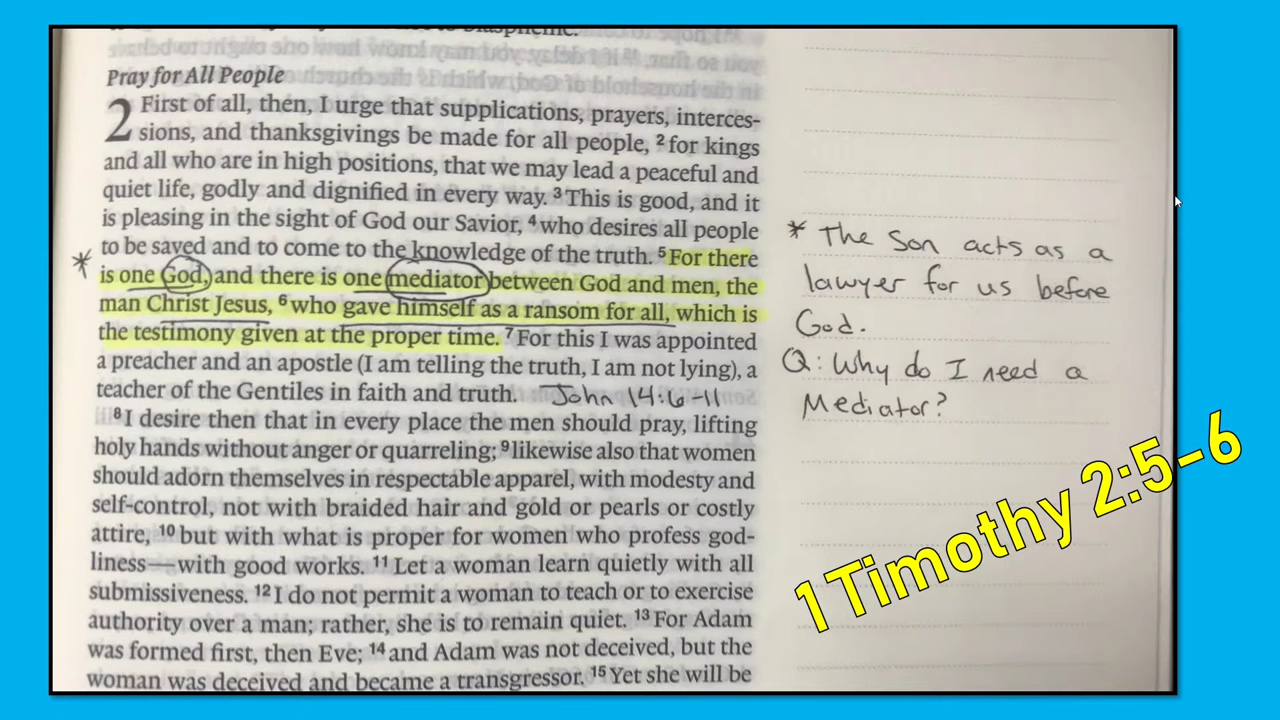 Pray for All People
2 First of all, then, I urge that supplications, prayers, interces-
sions, and thanksgivings be made for all people, 2 for kings
and all who are in high positions, that we may lead a peaceful and
quiet life, godly and dignified in every way. 3 This is good, and it
is pleasing in the sight of God our Savior, 4 who desires all people
to be saved and to come to the knowledge of the truth. 5 For there
* is one God, and there is one mediator between God and men, the
man Christ Jesus, 6 who gave himself as a ransom for all, which is
the testimony given at the proper time. 7 For this I was appointed
a preacher and an apostle (I am telling the truth, I am not lying), a
teacher of the Gentiles in faith and truth. John 14:6-11
8 I desire then that in every place the men should pray, lifting
holy hands without anger or quarreling; 9 likewise also that women
should adorn themselves in respectable apparel, with modesty and
self-control, not with braided hair and gold or pearls or costly
attire, 10 but with what is proper for women who profess god-
liness—with good works. 11 Let a woman learn quietly with all
submissiveness. 12 I do not permit a woman to teach or to exercise
authority over a man; rather, she is to remain quiet. 13 For Adam
was formed first, then Eve; 14 and Adam was not deceived, but the
woman was deceived and became a transgressor. 15 Yet she will be
* The Son acts as a
lawyer for us before
God.
Q: Why do I need a
Mediator?
1 Timothy 2:5-6